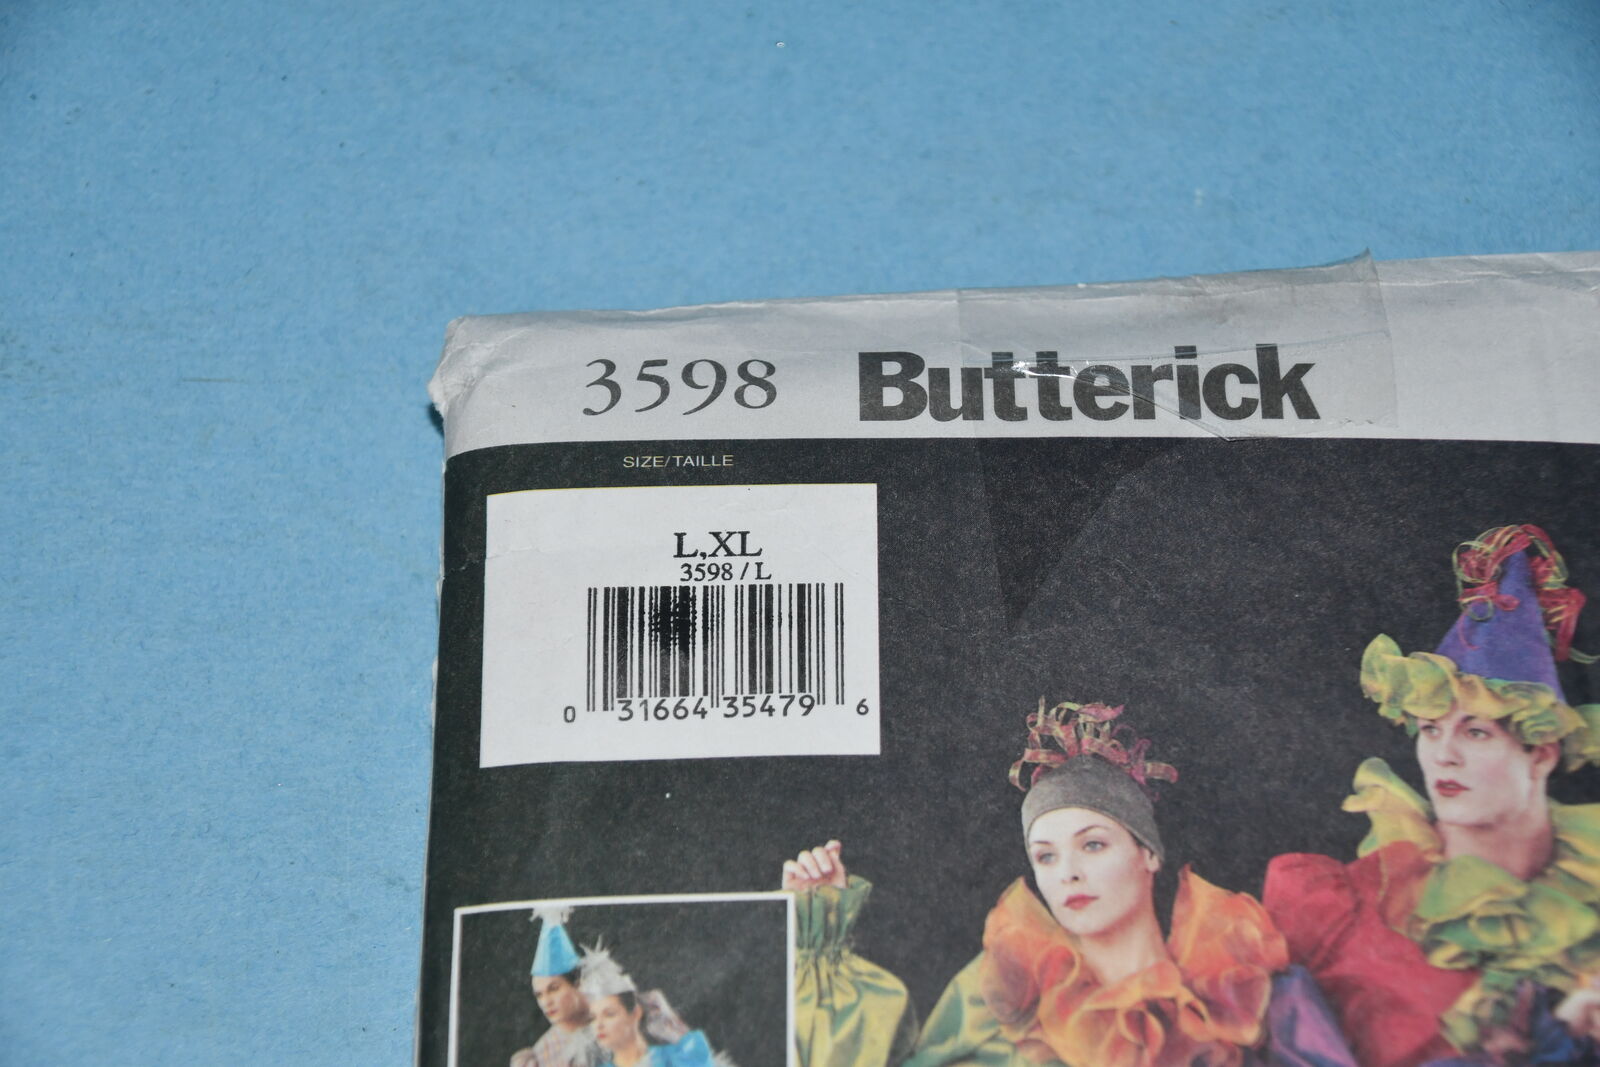 3598 Butterick
SIZE/TAILLE
L,XL
3598 / L
0 31664 35479 6